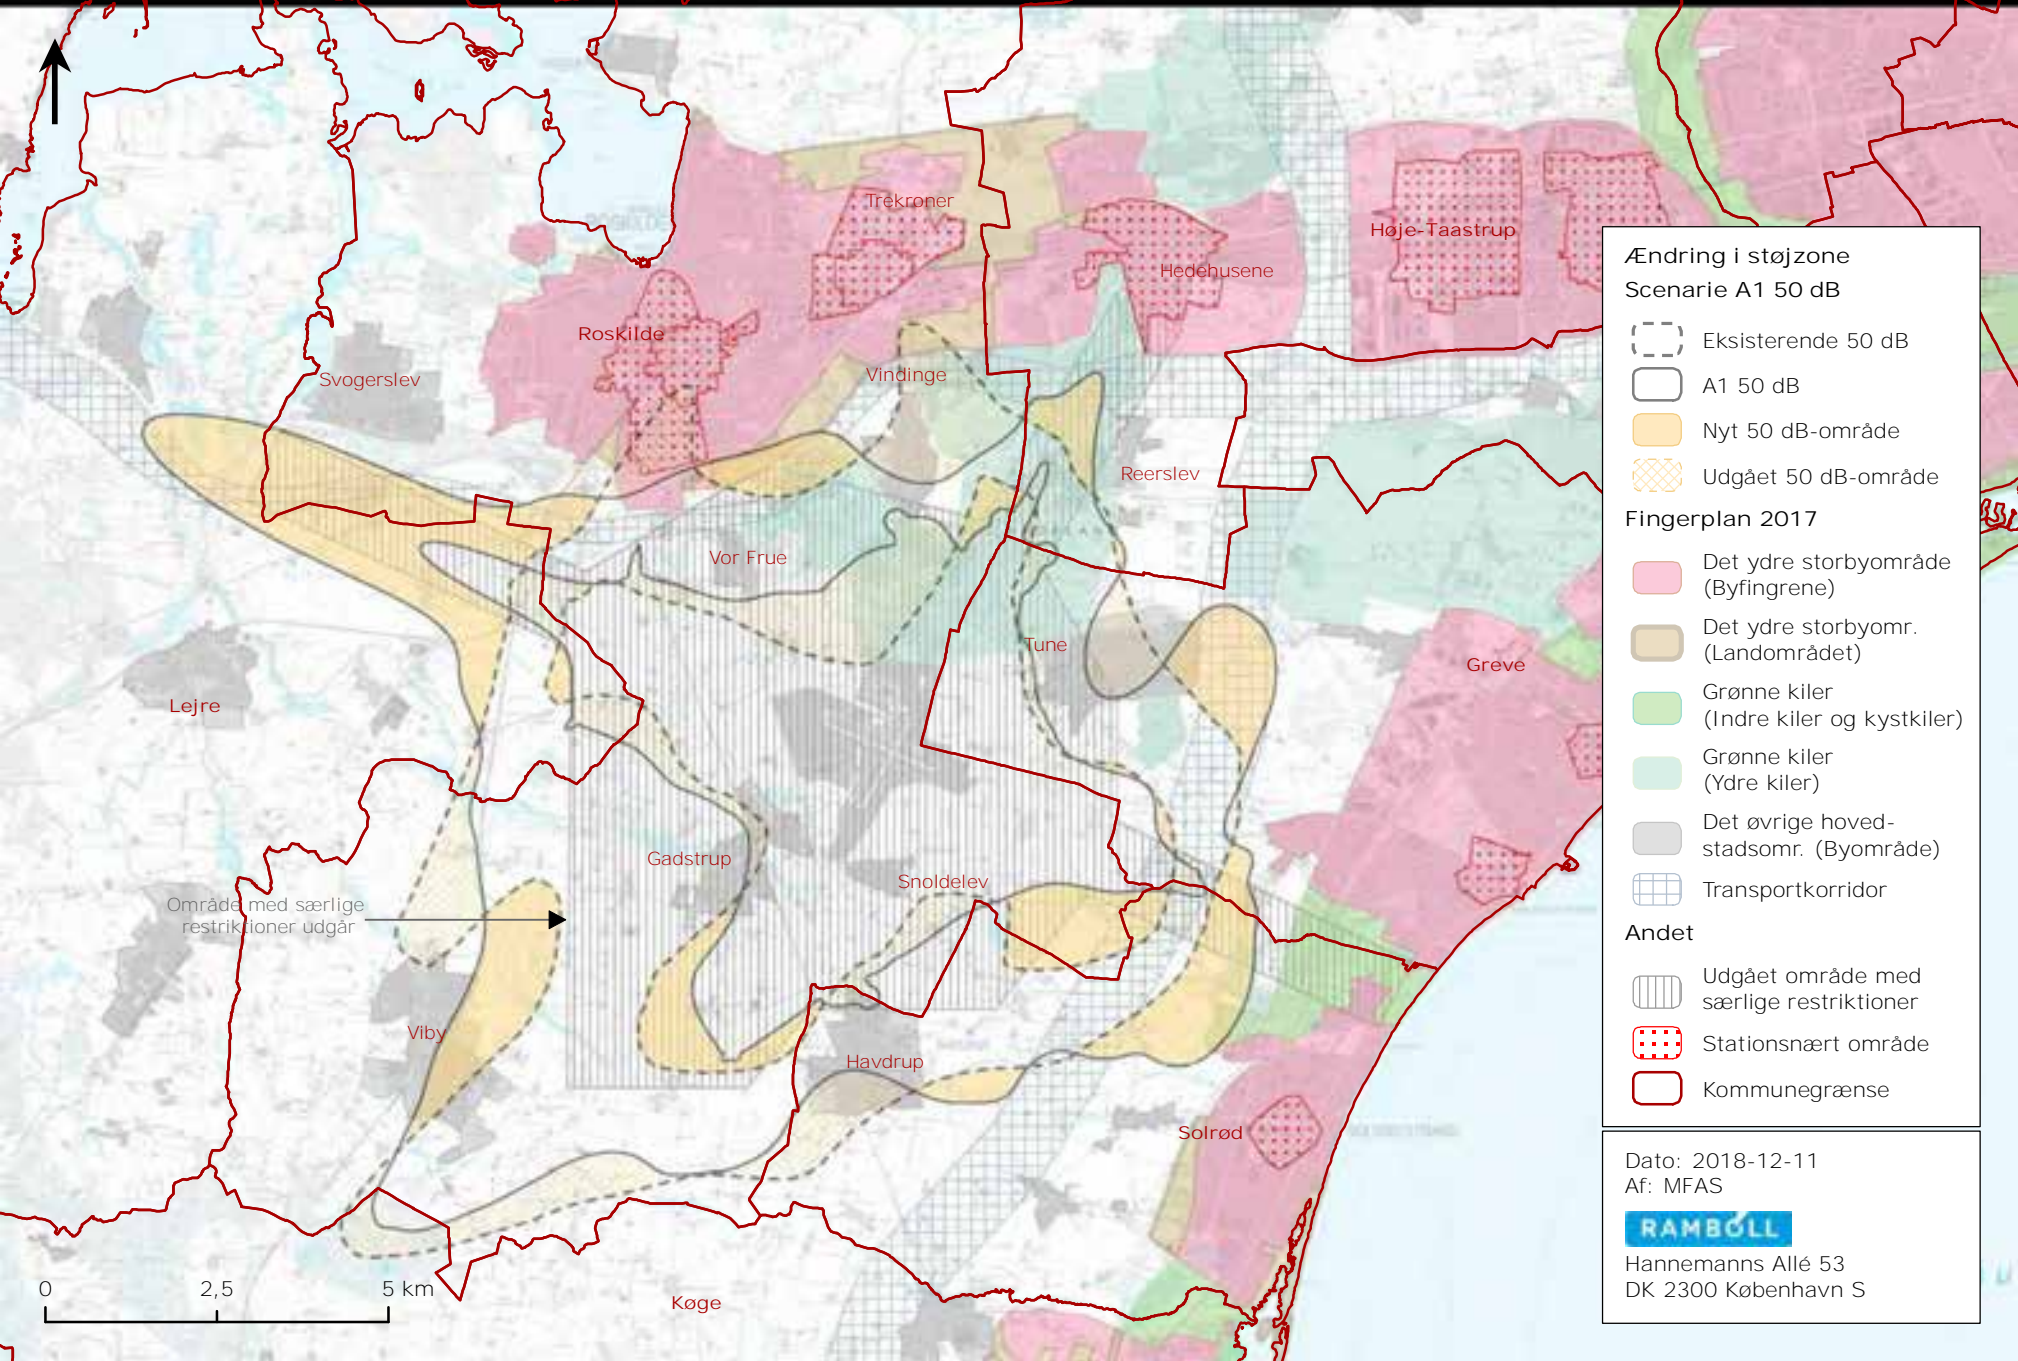 Trekroner
Høje-Taastrup
Hedehusene
Roskilde
Svogerslev
Vindinge
Reerslev
Vor Frue
Tune
Greve
Lejre
Gadstrup
Snoldelev
Område med særlige
restriktioner udgår
Viby
Havdrup
Solrød
Køge
0 2,5 5 km
Ændring i støjzone
Scenarie A1 50 dB
Eksisterende 50 dB
A1 50 dB
Nyt 50 dB-område
Udgået 50 dB-område
Fingerplan 2017
Det ydre storbyområde
(Byfingrene)
Det ydre storbyomr.
(Landområdet)
Grønne kiler
(Indre kiler og kystkiler)
Grønne kiler
(Ydre kiler)
Det øvrige hoved-
stadsomr. (Byområde)
Transportkorridor
Andet
Udgået område med
særlige restriktioner
Stationsnært område
Kommunegrænse
Dato: 2018-12-11
Af: MFAS
RAMBOLL
Hannemanns Allé 53
DK 2300 København S